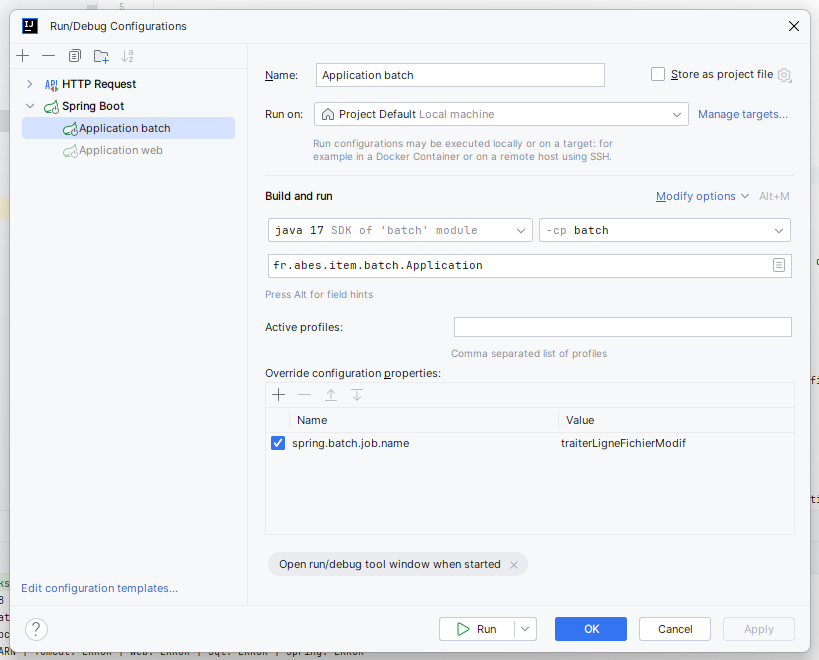 5
Run/Debug Configurations
HTTP Request
Spring Boot
Application batch
Application web
Edit configuration templates...
Name: Application batch Store as project file
Run on: Project Default Local machine Manage targets...
Run configurations may be executed locally or on a target: for
example in a Docker Container or on a remote host using SSH.
Build and run Modify options Alt+M
java 17 SDK of 'batch' module -cp batch
fr.abes.item.batch.Application
Press Alt for field hints
Active profiles:
Comma separated list of profiles
Override configuration properties:
Name Value
spring.batch.job.name traiterLigneFichierModif
Open run/debug tool window when started
? Run OK Cancel Apply